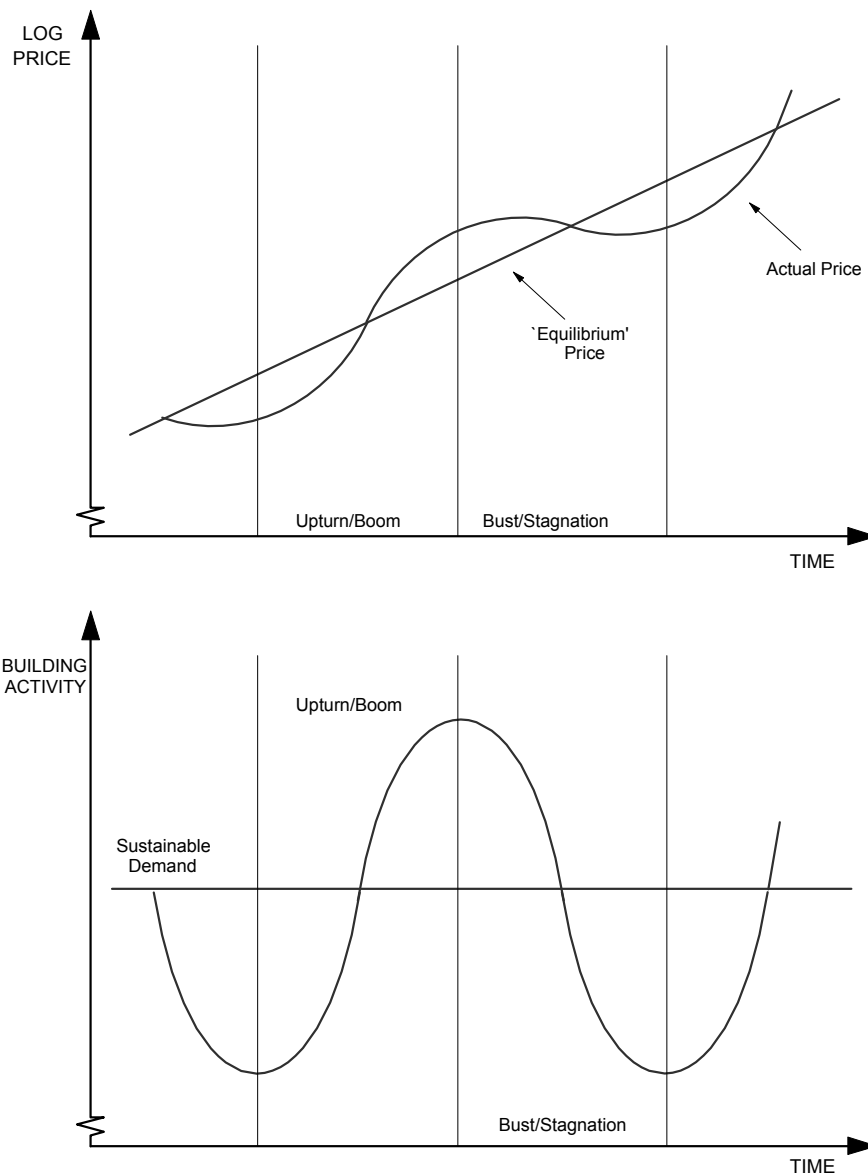 LOG
PRICE
Actual Price
`Equilibrium'
Price
Upturn/Boom
Bust/Stagnation
TIME
BUILDING
ACTIVITY
Upturn/Boom
Sustainable
Demand
Bust/Stagnation
TIME